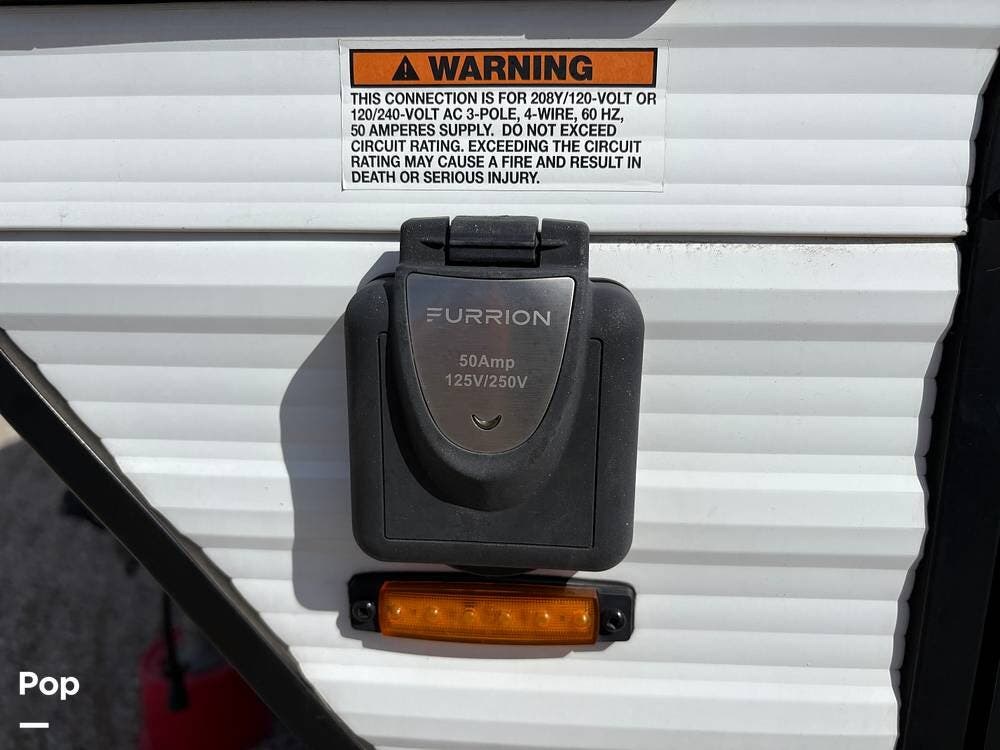 WARNING
THIS CONNECTION IS FOR 208Y/120-VOLT OR
120/240-VOLT AC 3-POLE, 4-WIRE, 60 HZ,
50 AMPERES SUPPLY. DO NOT EXCEED
CIRCUIT RATING. EXCEEDING THE CIRCUIT
RATING MAY CAUSE A FIRE AND RESULT IN
DEATH OR SERIOUS INJURY.
FURRION
50Amp
125V/250V
Pop